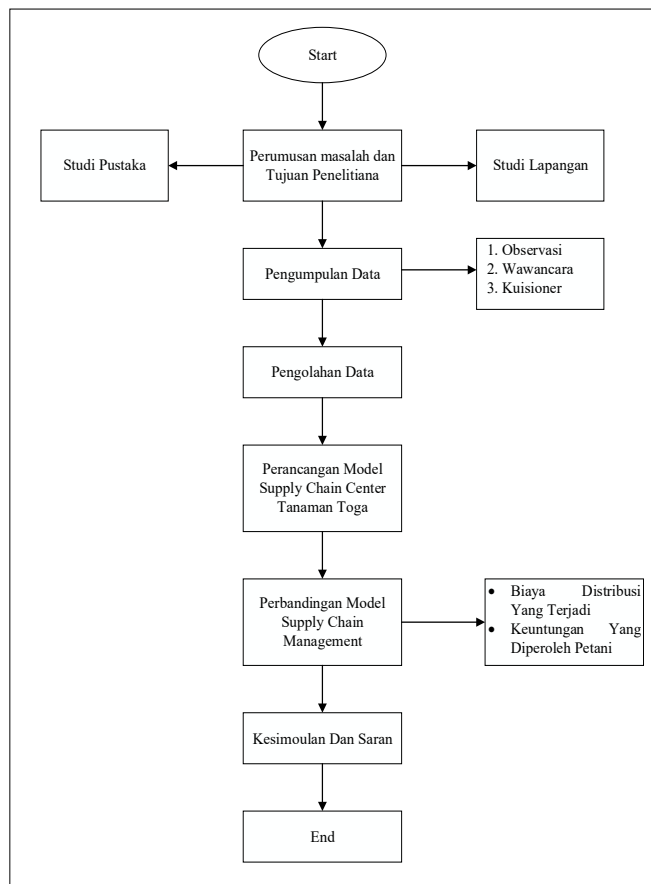 Start
Studi Pustaka
Perumusan masalah dan
Tujuan Penelitiana
Studi Lapangan
Pengumpulan Data
1. Observasi
2. Wawancara
3. Kuisioner
Pengolahan Data
Perancangan Model
Supply Chain Center
Tanaman Toga
Perbandingan Model
Supply Chain
Management
• Biaya Distribusi
Yang Terjadi
• Keuntungan Yang
Diperoleh Petani
Kesimoulan Dan Saran
End